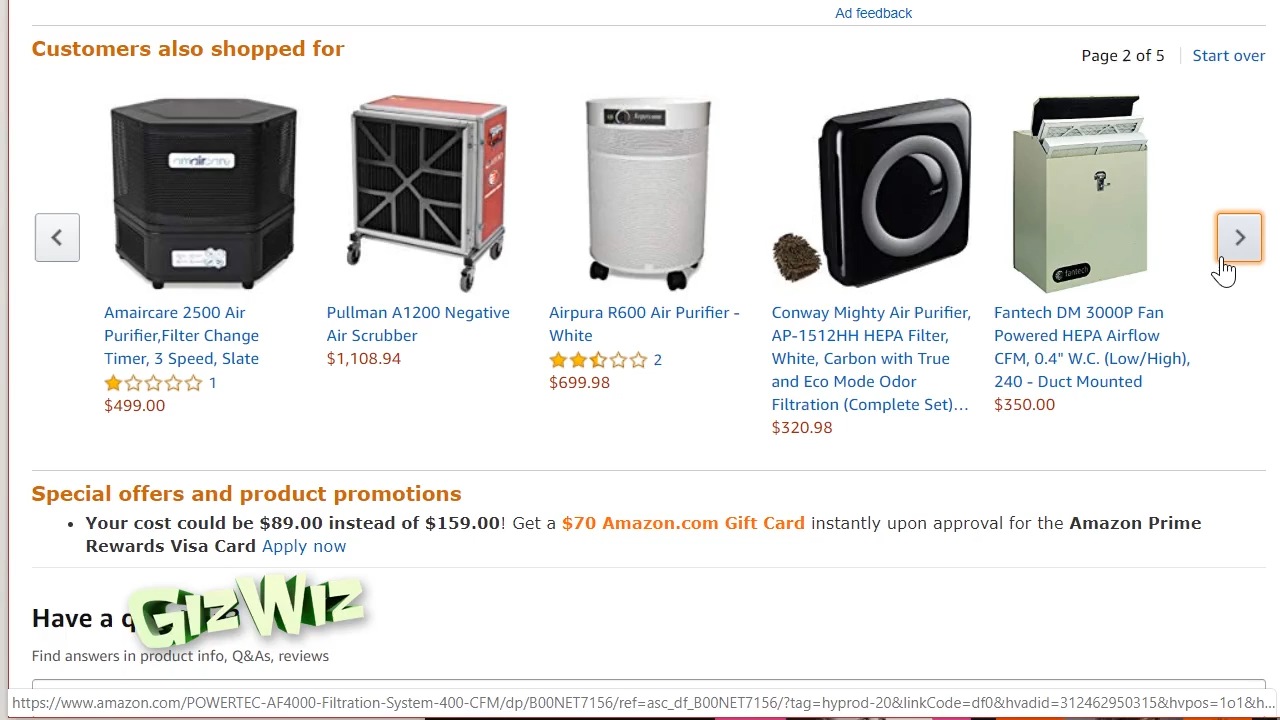 Ad feedback
Customers also shopped for
Page 2 of 5
Start over
fantech
Amaircare 2500 Air
Purifier,Filter Change
Timer, 3 Speed, Slate
1
$499.00
Pullman A1200 Negative
Air Scrubber
$1,108.94
Airpura R600 Air Purifier -
White
2
$699.98
Conway Mighty Air Purifier,
AP-1512HH HEPA Filter,
White, Carbon with True
and Eco Mode Odor
Filtration (Complete Set)…
$320.98
Fantech DM 3000P Fan
Powered HEPA Airflow
CFM, 0.4" W.C. (Low/High),
240 - Duct Mounted
$350.00
Special offers and product promotions
• Your cost could be $89.00 instead of $159.00! Get a $70 Amazon.com Gift Card instantly upon approval for the Amazon Prime
Rewards Visa Card Apply now
Have a
GizWiz
Find answers in product info, Q&As, reviews
https://www.amazon.com/POWERTEC-AF4000-Filtration-System-400-CFM/dp/B00NET7156/ref=asc_df_B00NET7156/?tag=hyprod-20&linkCode=df0&hvadid=312462950315&hvpos=1o1&h...